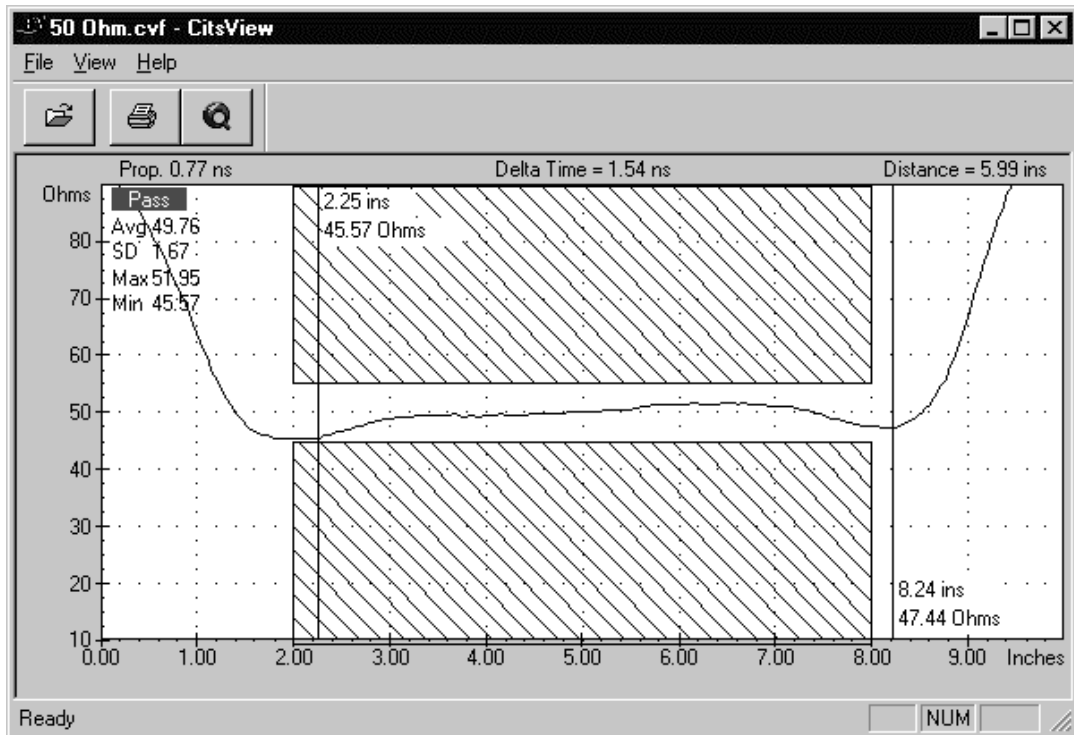 50 Ohm.cvf - CitsView
File View Help
Prop. 0.77 ns Delta Time = 1.54 ns Distance = 5.99 ins
Ohms
Pass
Avg 49.76
SD 1.67
Max 51.95
Min 45.57
2.25 ins
45.57 Ohms
80
70
60
50
40
30
20
10
8.24 ins
47.44 Ohms
0.00 1.00 2.00 3.00 4.00 5.00 6.00 7.00 8.00 9.00 Inches
Ready NUM